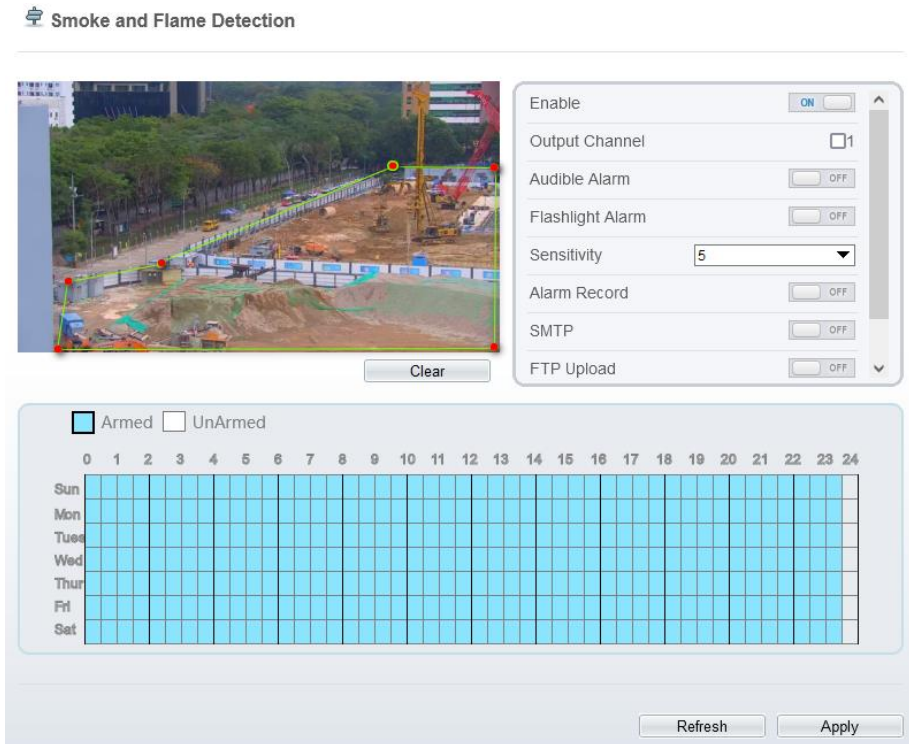 Smoke and Flame Detection
Enable ON
Output Channel 1
Audible Alarm OFF
Flashlight Alarm OFF
Sensitivity 5
Alarm Record OFF
SMTP OFF
FTP Upload OFF
Clear
Armed UnArmed
0 1 2 3 4 5 6 7 8 9 10 11 12 13 14 15 16 17 18 19 20 21 22 23 24
Sun
Mon
Tues
Wed
Thur
Fri
Sat
Refresh Apply